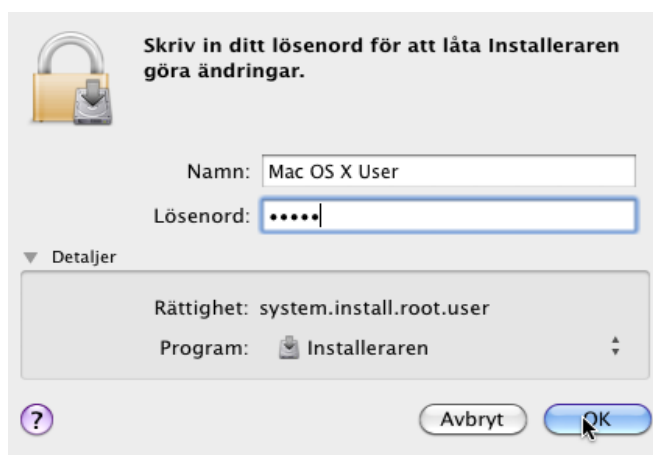 Skriv in ditt lösenord för att låta Installeraren
göra ändringar.
Namn: Mac OS X User
Lösenord: •••••
Detaljer
Rättighet: system.install.root.user
Program: Installeraren
? Avbryt OK